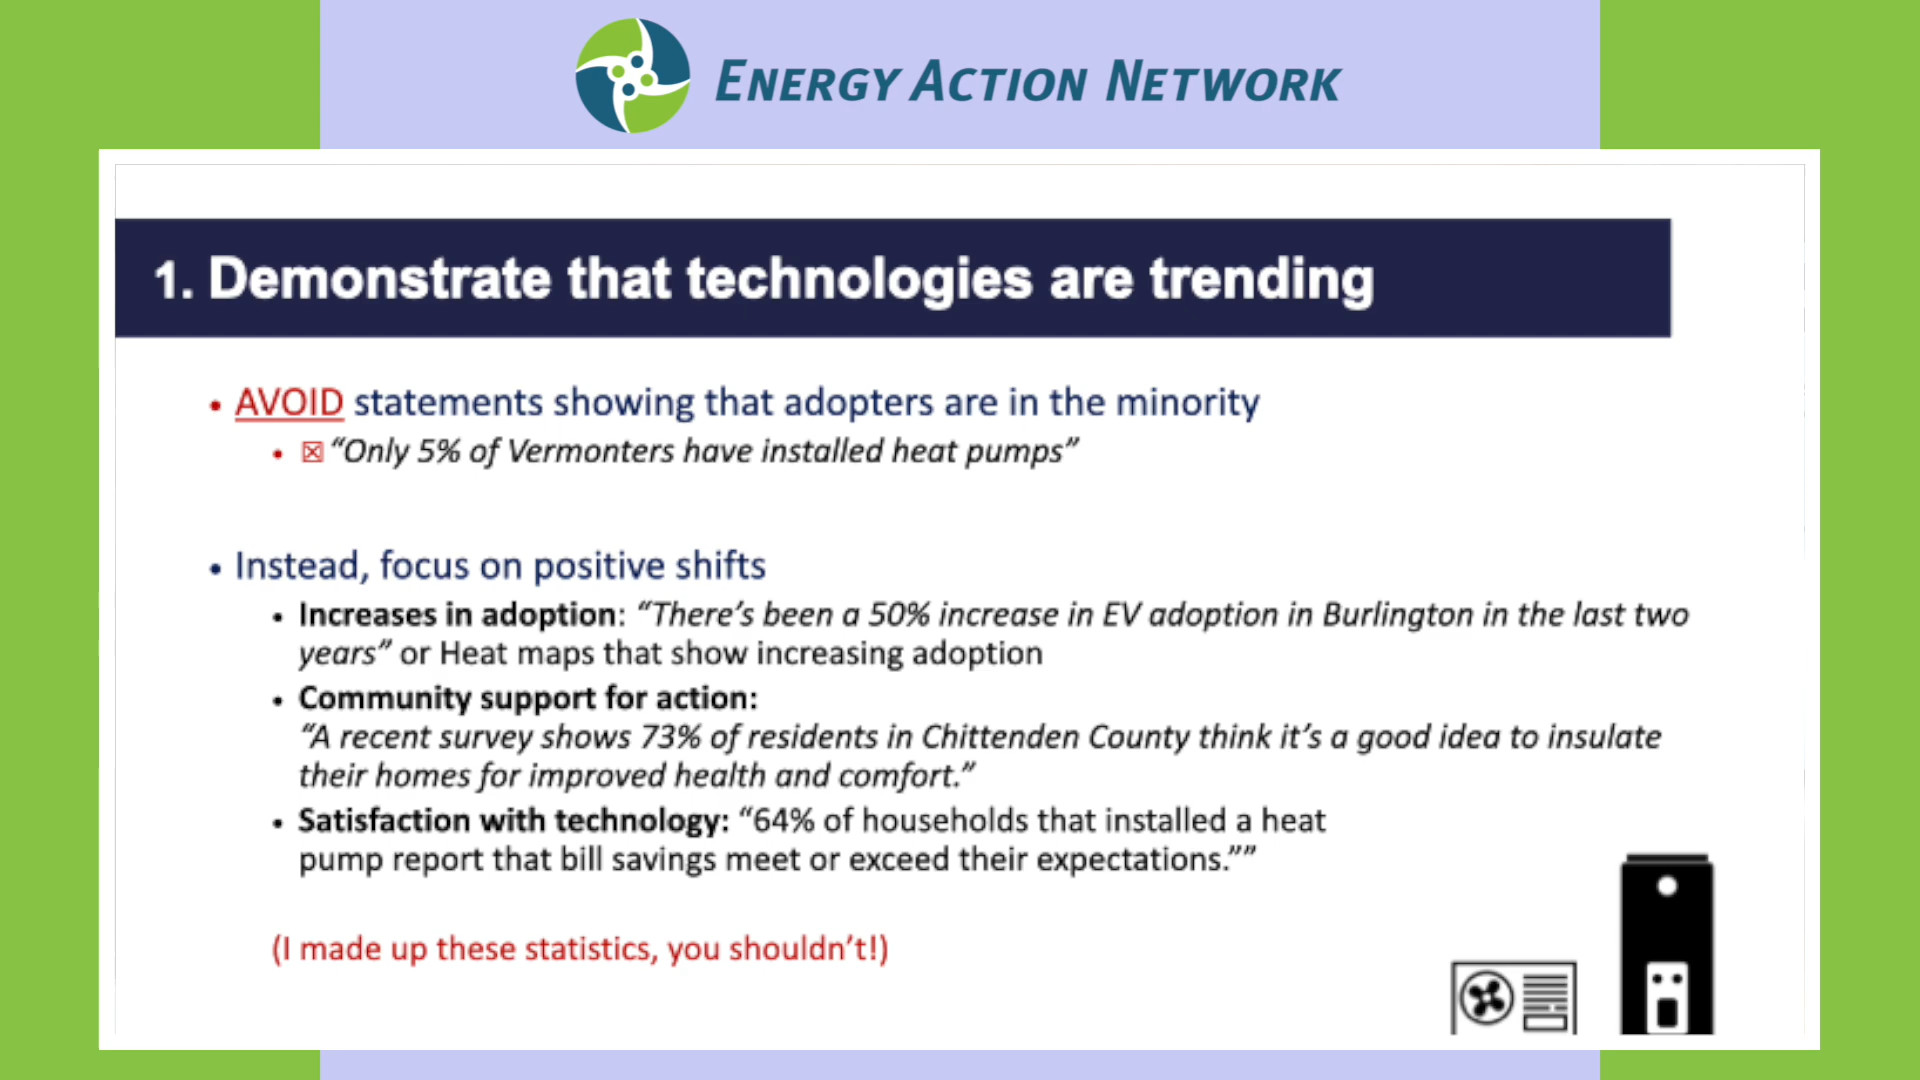 ENERGY ACTION NETWORK
1. Demonstrate that technologies are trending
• AVOID statements showing that adopters are in the minority
• ☒ “Only 5% of Vermonters have installed heat pumps”
• Instead, focus on positive shifts
• Increases in adoption: “There’s been a 50% increase in EV adoption in Burlington in the last two
years” or Heat maps that show increasing adoption
• Community support for action:
“A recent survey shows 73% of residents in Chittenden County think it’s a good idea to insulate
their homes for improved health and comfort.”
• Satisfaction with technology: “64% of households that installed a heat
pump report that bill savings meet or exceed their expectations.””
(I made up these statistics, you shouldn’t!)